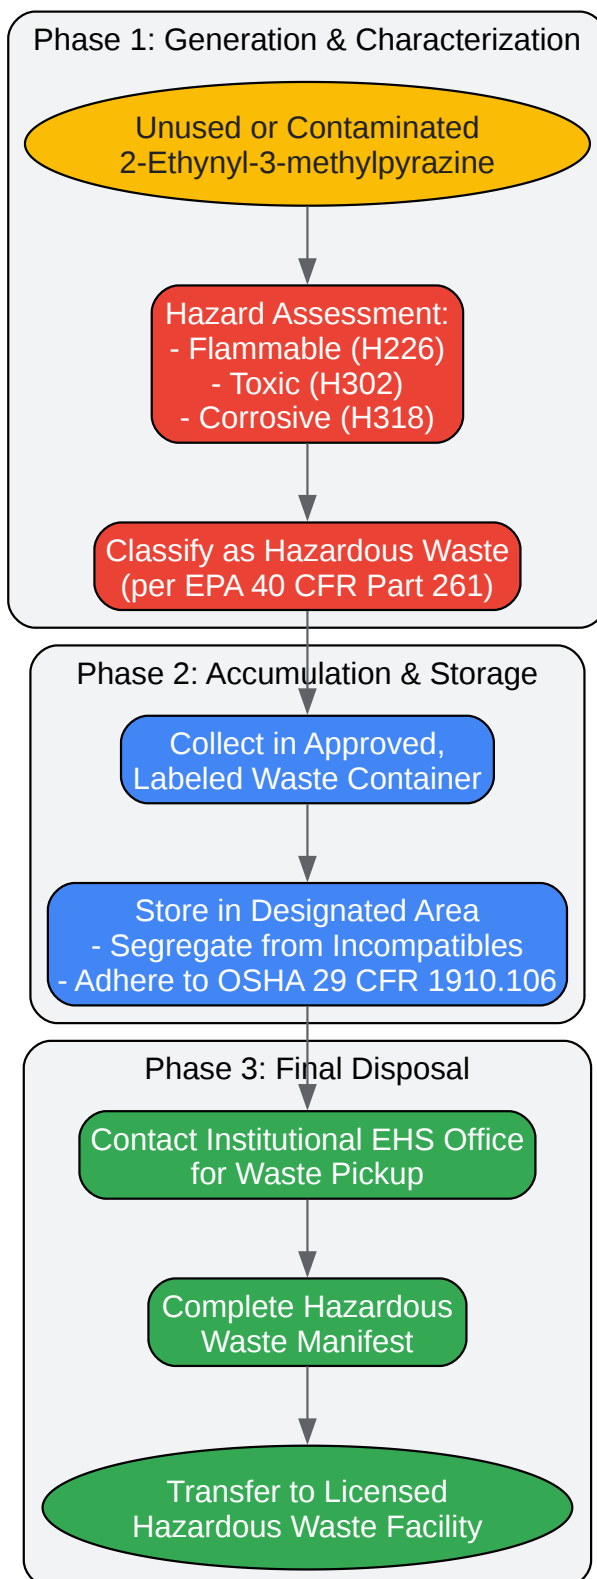 Phase 1: Generation & Characterization
Unused or Contaminated
2-Ethynyl-3-methylpyrazine
Hazard Assessment:
- Flammable (H226)
- Toxic (H302)
- Corrosive (H318)
Classify as Hazardous Waste
(per EPA 40 CFR Part 261)
Phase 2: Accumulation & Storage
Collect in Approved,
Labeled Waste Container
Store in Designated Area
- Segregate from Incompatibles
- Adhere to OSHA 29 CFR 1910.106
Phase 3: Final Disposal
Contact Institutional EHS Office
for Waste Pickup
Complete Hazardous
Waste Manifest
Transfer to Licensed
Hazardous Waste Facility